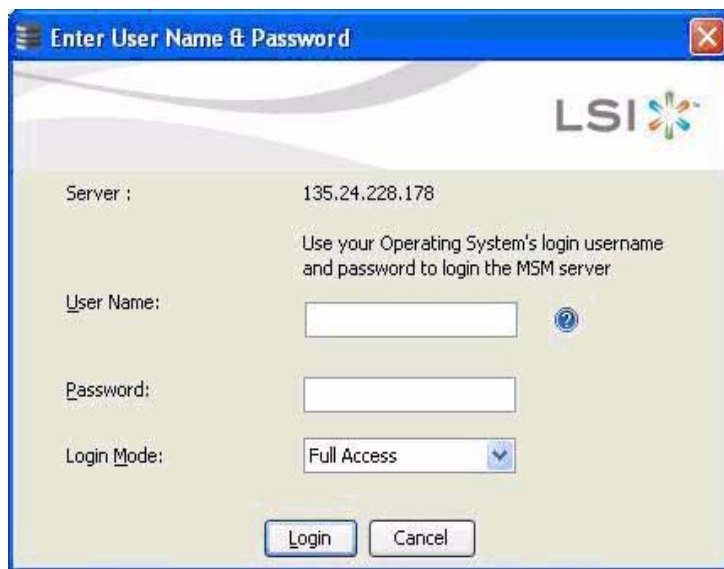 Enter User Name & Password
LSI
Server : 135.24.228.178
Use your Operating System's login username
and password to login the MSM server
User Name:
?
Password:
Login Mode: Full Access
Login Cancel